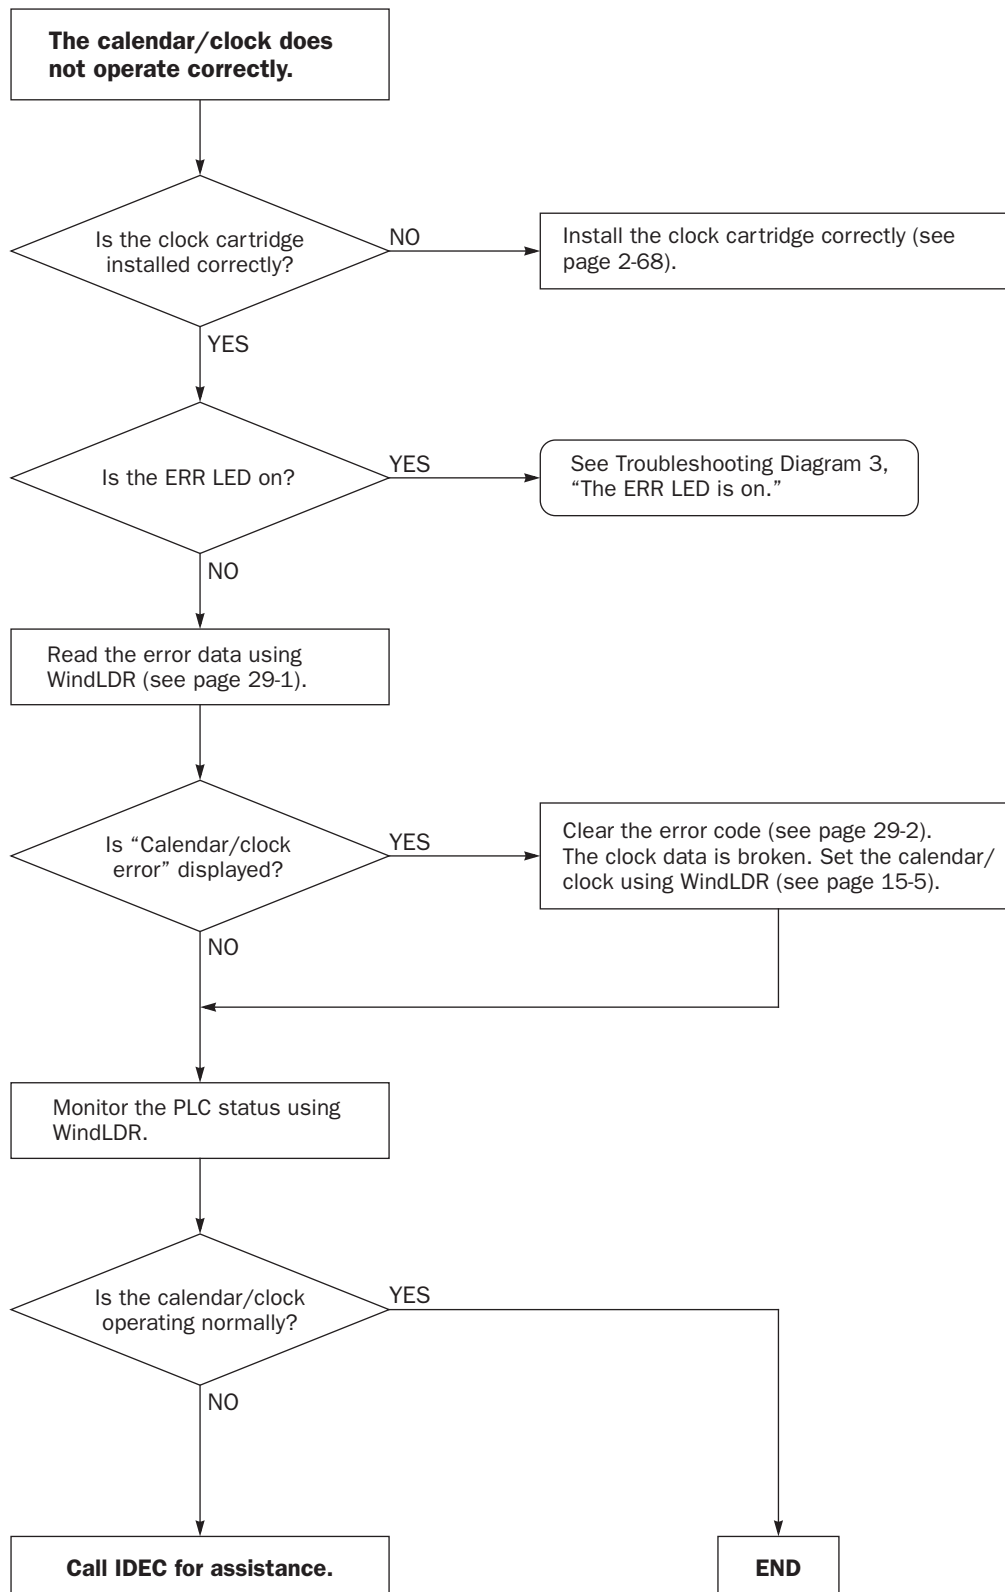 The calendar/clock does
not operate correctly.
Is the clock cartridge
installed correctly?
NO
Install the clock cartridge correctly (see
page 2-68).
YES
Is the ERR LED on?
YES
See Troubleshooting Diagram 3,
“The ERR LED is on.”
NO
Read the error data using
WindLDR (see page 29-1).
Is “Calendar/clock
error” displayed?
YES
Clear the error code (see page 29-2).
The clock data is broken. Set the calendar/
clock using WindLDR (see page 15-5).
NO
Monitor the PLC status using
WindLDR.
Is the calendar/clock
operating normally?
YES
NO
Call IDEC for assistance.
END